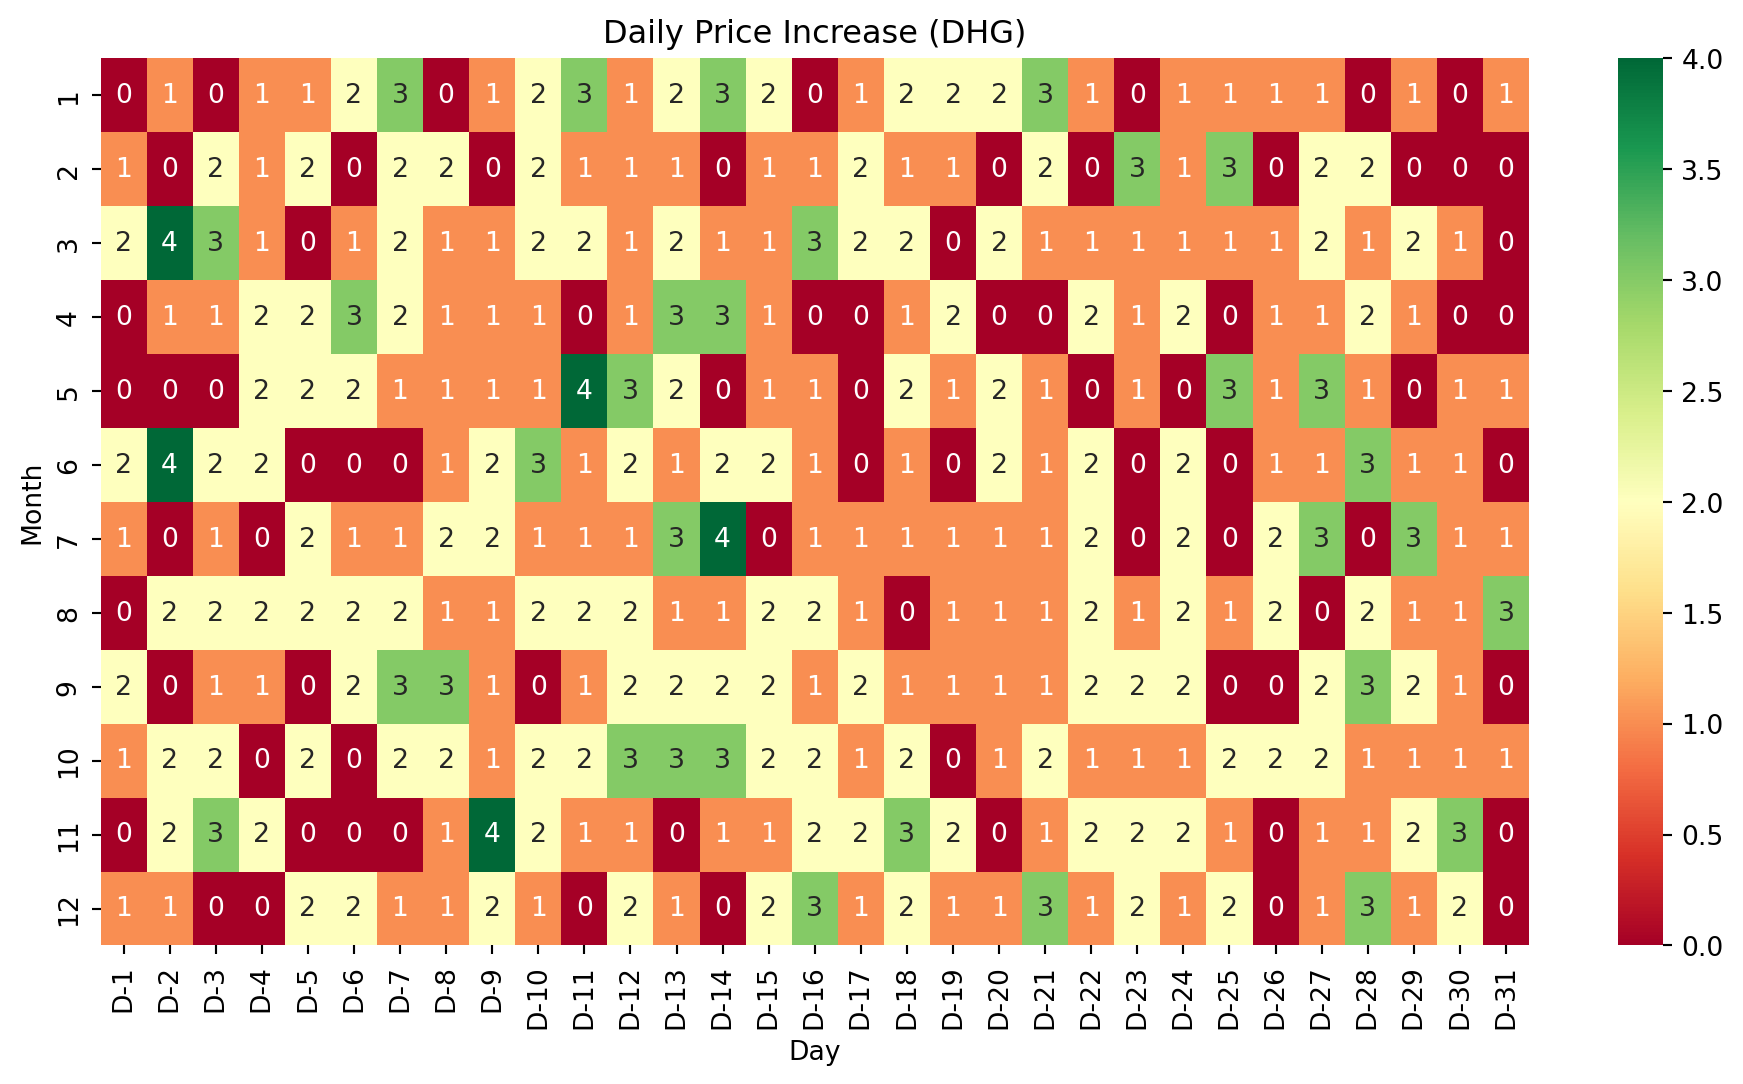 Daily Price Increase (DHG)
1 0 1 0 1 1 2 3 0 1 2 3 1 2 3 2 0 1 2 2 2 3 1 0 1 1 1 1 0 1 0 1
2 1 0 2 1 2 0 2 2 0 2 1 1 1 0 1 1 2 1 1 0 2 0 3 1 3 0 2 2 0 0 0
3 2 4 3 1 0 1 2 1 1 2 2 1 2 1 1 3 2 2 0 2 1 1 1 1 1 1 2 1 2 1 0
4 0 1 1 2 2 3 2 1 1 1 0 1 3 3 1 0 0 1 2 0 0 2 1 2 0 1 1 2 1 0 0
5 0 0 0 2 2 2 1 1 1 1 4 3 2 0 1 1 0 2 1 2 1 0 1 0 3 1 3 1 0 1 1
6 2 4 2 2 0 0 0 1 2 3 1 2 1 2 2 1 0 1 0 2 1 2 0 2 0 1 1 3 1 1 0
7 1 0 1 0 2 1 1 2 2 1 1 1 3 4 0 1 1 1 1 1 1 2 0 2 0 2 3 0 3 1 1
8 0 2 2 2 2 2 2 1 1 2 2 2 1 1 2 2 1 0 1 1 1 2 1 2 1 2 0 2 1 1 3
9 2 0 1 1 0 2 3 3 1 0 1 2 2 2 2 1 2 1 1 1 1 2 2 2 0 0 2 3 2 1 0
10 1 2 2 0 2 0 2 2 1 2 2 3 3 3 2 2 1 2 0 1 2 1 1 1 2 2 2 1 1 1 1
11 0 2 3 2 0 0 0 1 4 2 1 1 0 1 1 2 2 3 2 0 1 2 2 2 1 0 1 1 2 3 0
12 1 1 0 0 2 2 1 1 2 1 0 2 1 0 2 3 1 2 1 1 3 1 2 1 2 0 1 3 1 2 0
Month
D-1 D-2 D-3 D-4 D-5 D-6 D-7 D-8 D-9 D-10 D-11 D-12 D-13 D-14 D-15 D-16 D-17 D-18 D-19 D-20 D-21 D-22 D-23 D-24 D-25 D-26 D-27 D-28 D-29 D-30 D-31
Day
4.0
3.5
3.0
2.5
2.0
1.5
1.0
0.5
0.0